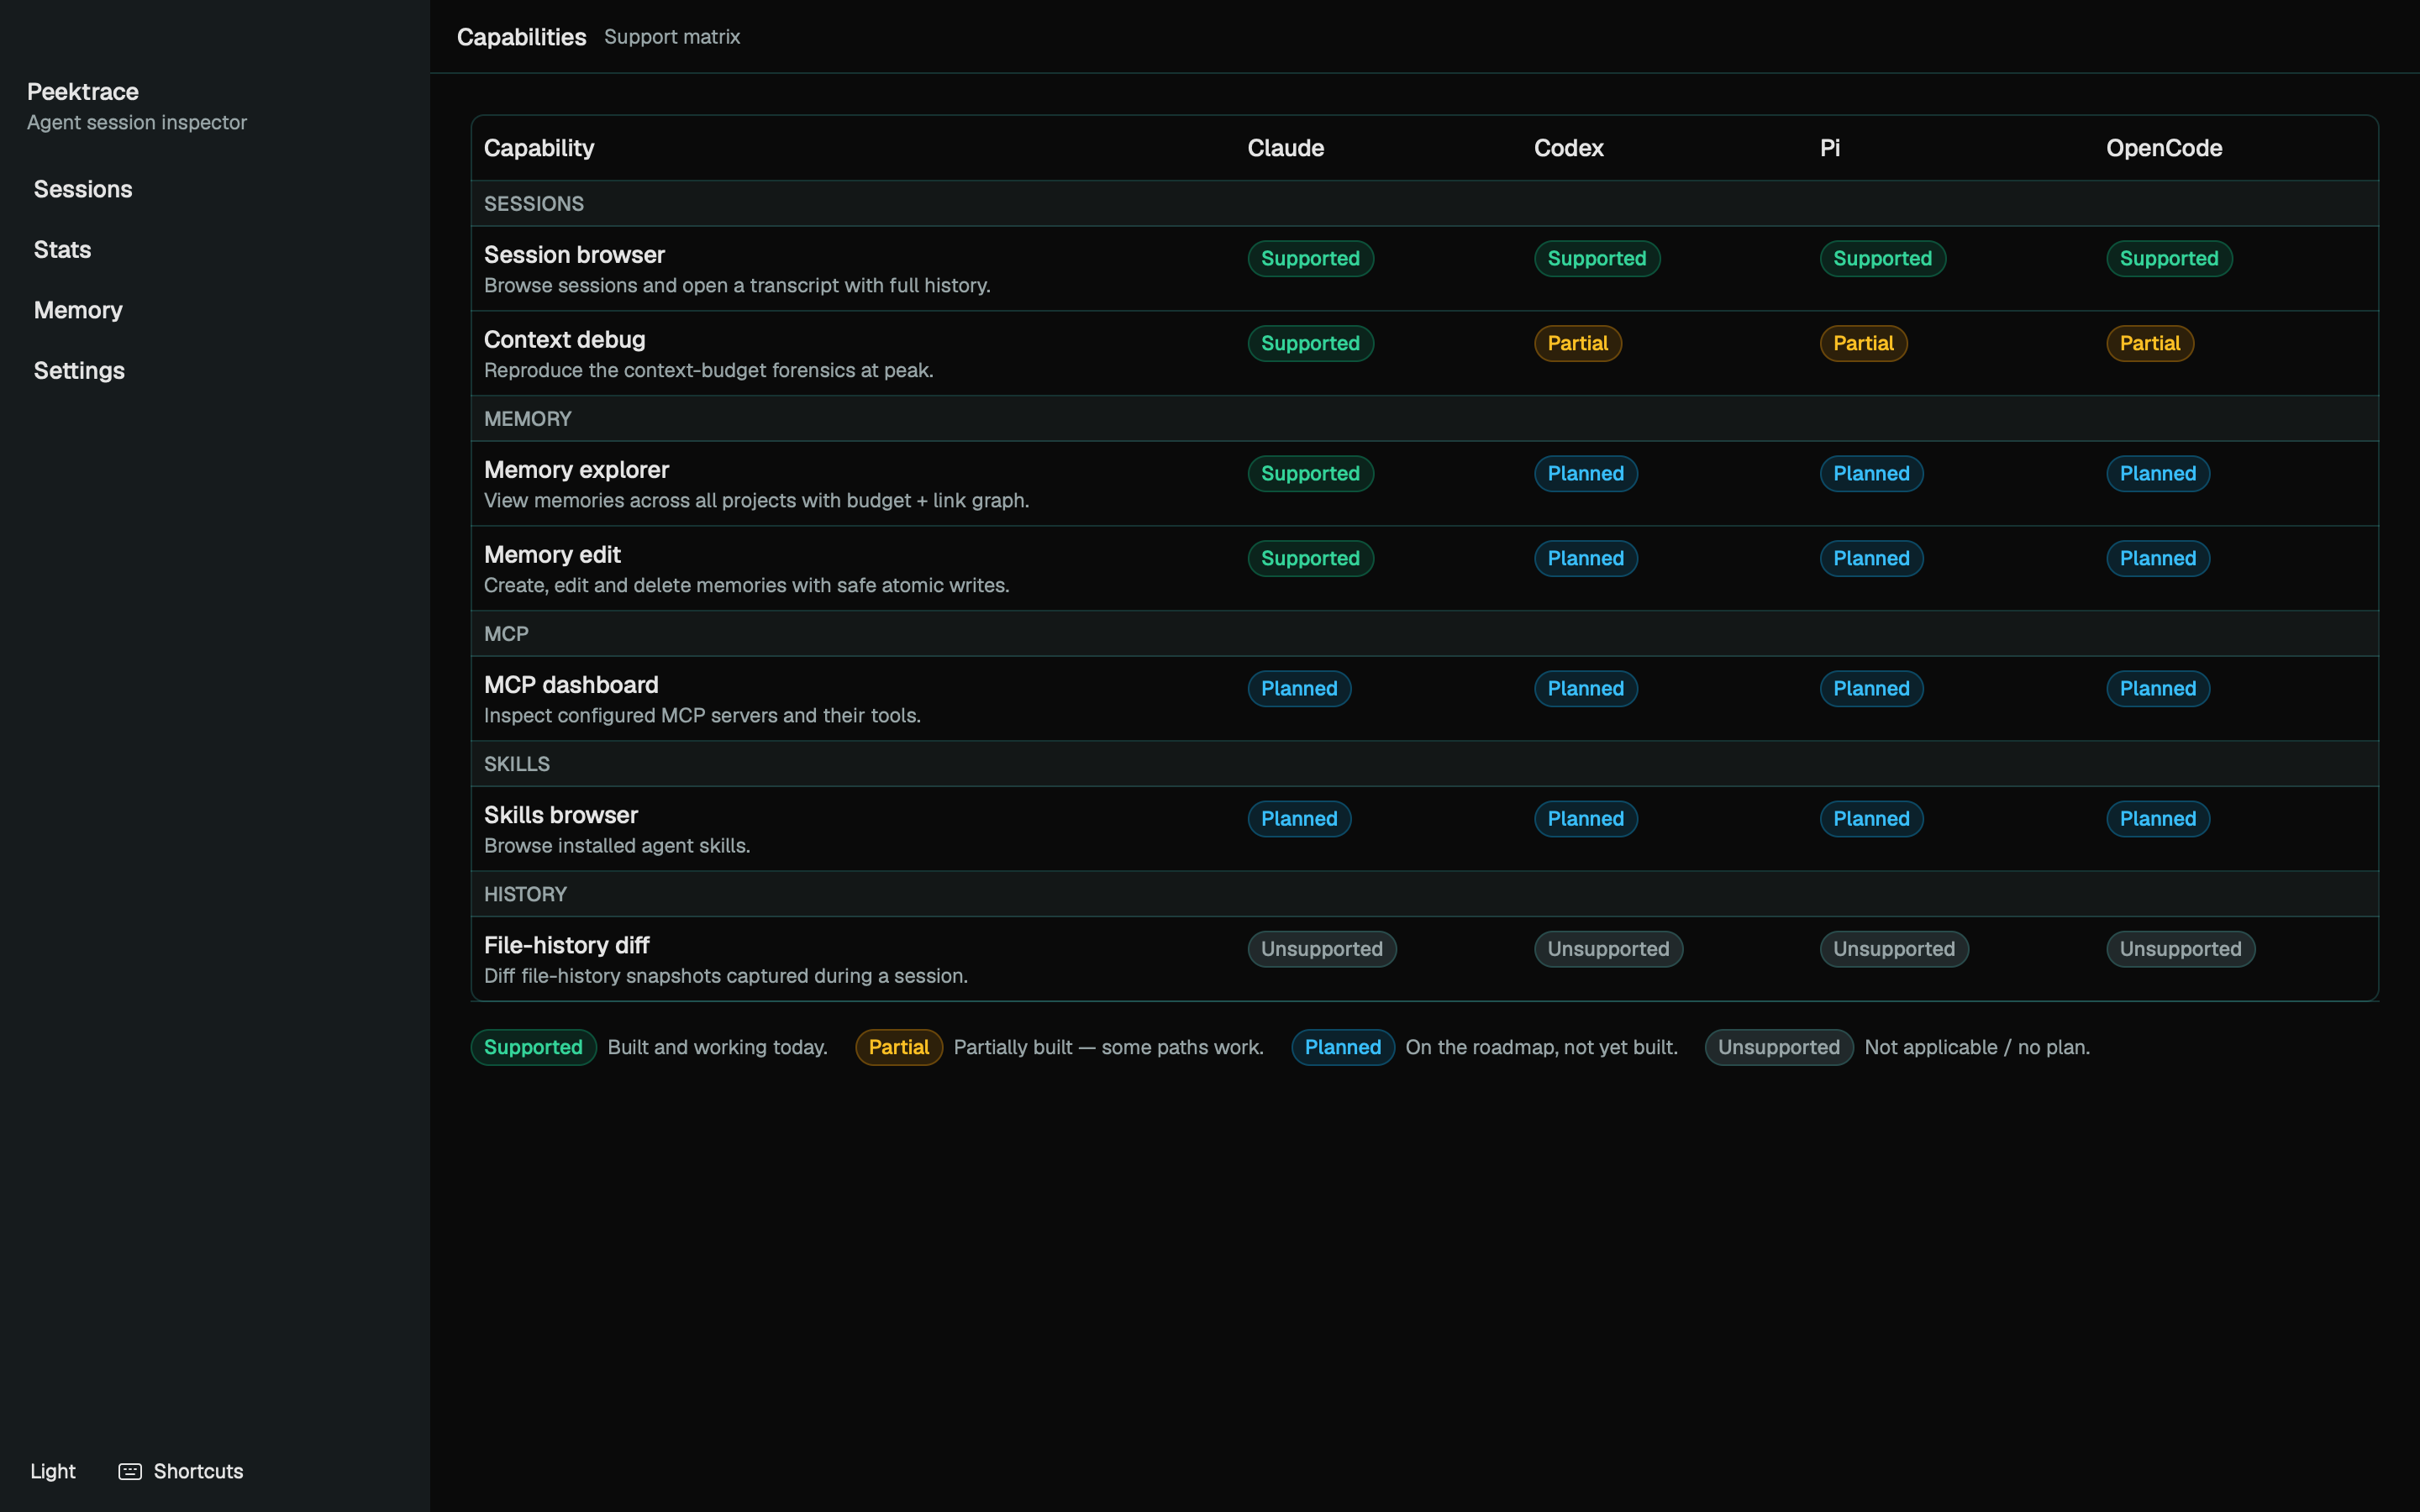 Peektrace
Agent session inspector
Sessions
Stats
Memory
Settings
Light
Shortcuts
Capabilities Support matrix
Capability Claude Codex Pi OpenCode
SESSIONS
Session browser Supported Supported Supported Supported
Browse sessions and open a transcript with full history.
Context debug Supported Partial Partial Partial
Reproduce the context-budget forensics at peak.
MEMORY
Memory explorer Supported Planned Planned Planned
View memories across all projects with budget + link graph.
Memory edit Supported Planned Planned Planned
Create, edit and delete memories with safe atomic writes.
MCP
MCP dashboard Planned Planned Planned Planned
Inspect configured MCP servers and their tools.
SKILLS
Skills browser Planned Planned Planned Planned
Browse installed agent skills.
HISTORY
File-history diff Unsupported Unsupported Unsupported Unsupported
Diff file-history snapshots captured during a session.
Supported Built and working today. Partial Partially built — some paths work. Planned On the roadmap, not yet built. Unsupported Not applicable / no plan.